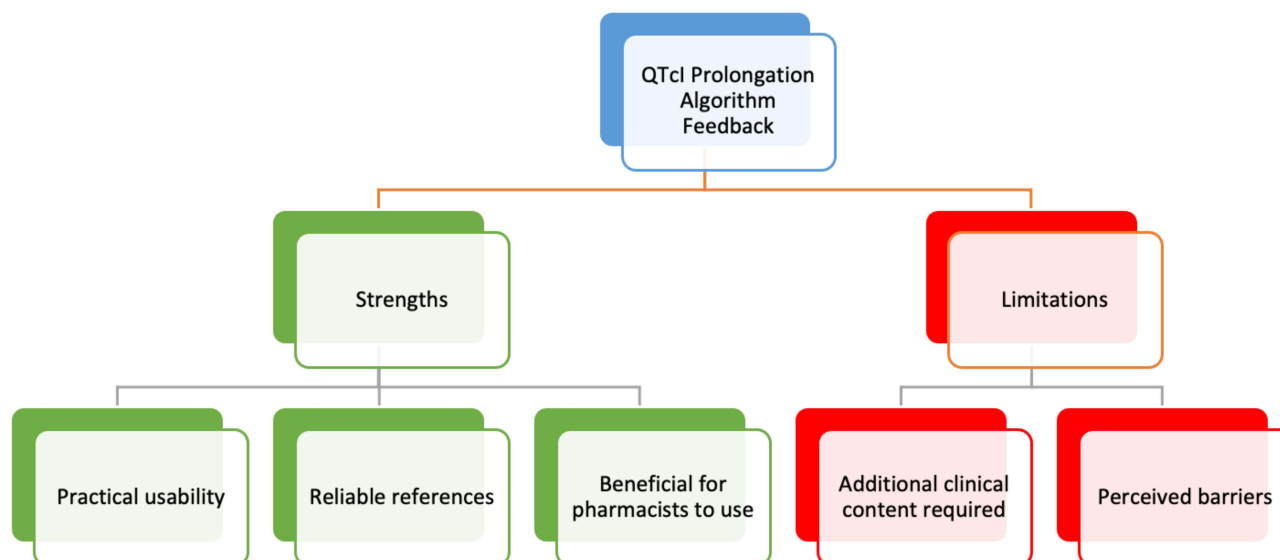 QTcI Prolongation
Algorithm
Feedback
Strengths
Limitations
Practical usability
Reliable references
Beneficial for
pharmacists to use
Additional clinical
content required
Perceived barriers